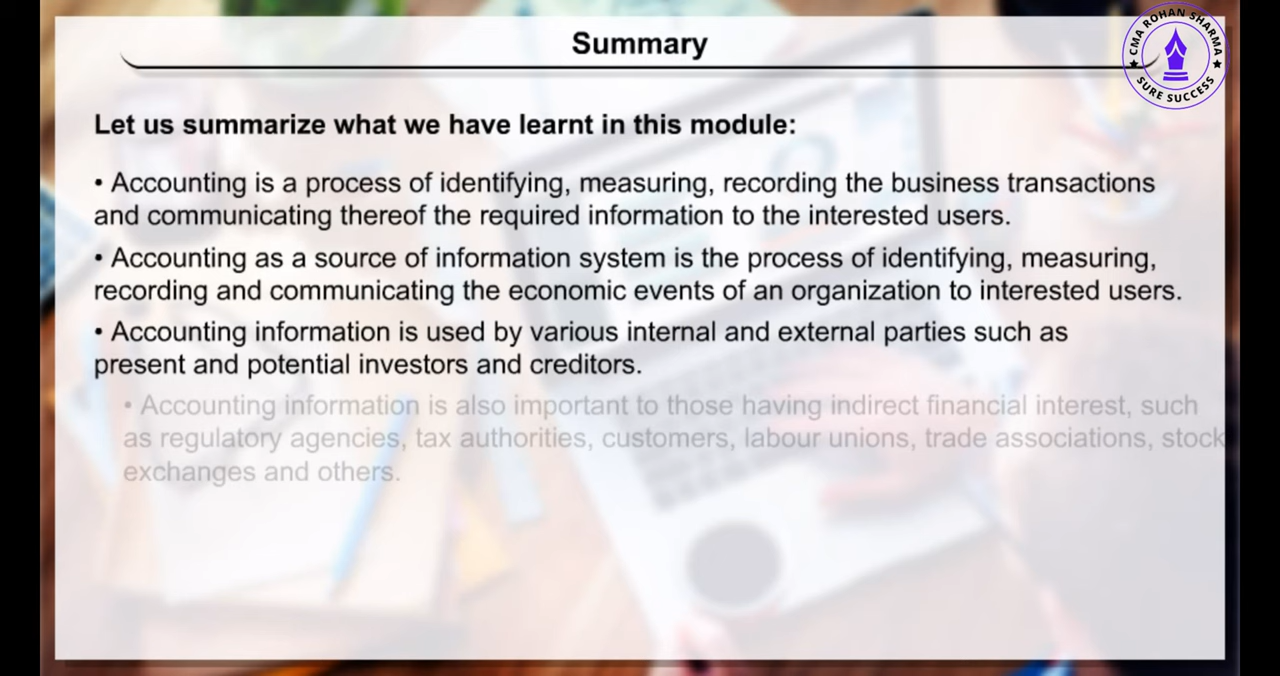 Summary
CMA ROHAN SHARMA
SURE SUCCESS
Let us summarize what we have learnt in this module:
• Accounting is a process of identifying, measuring, recording the business transactions
and communicating thereof the required information to the interested users.
• Accounting as a source of information system is the process of identifying, measuring,
recording and communicating the economic events of an organization to interested users.
• Accounting information is used by various internal and external parties such as
present and potential investors and creditors.
• Accounting information is also important to those having indirect financial interest, such
as regulatory agencies, tax authorities, customers, labour unions, trade associations, stock
exchanges and others.